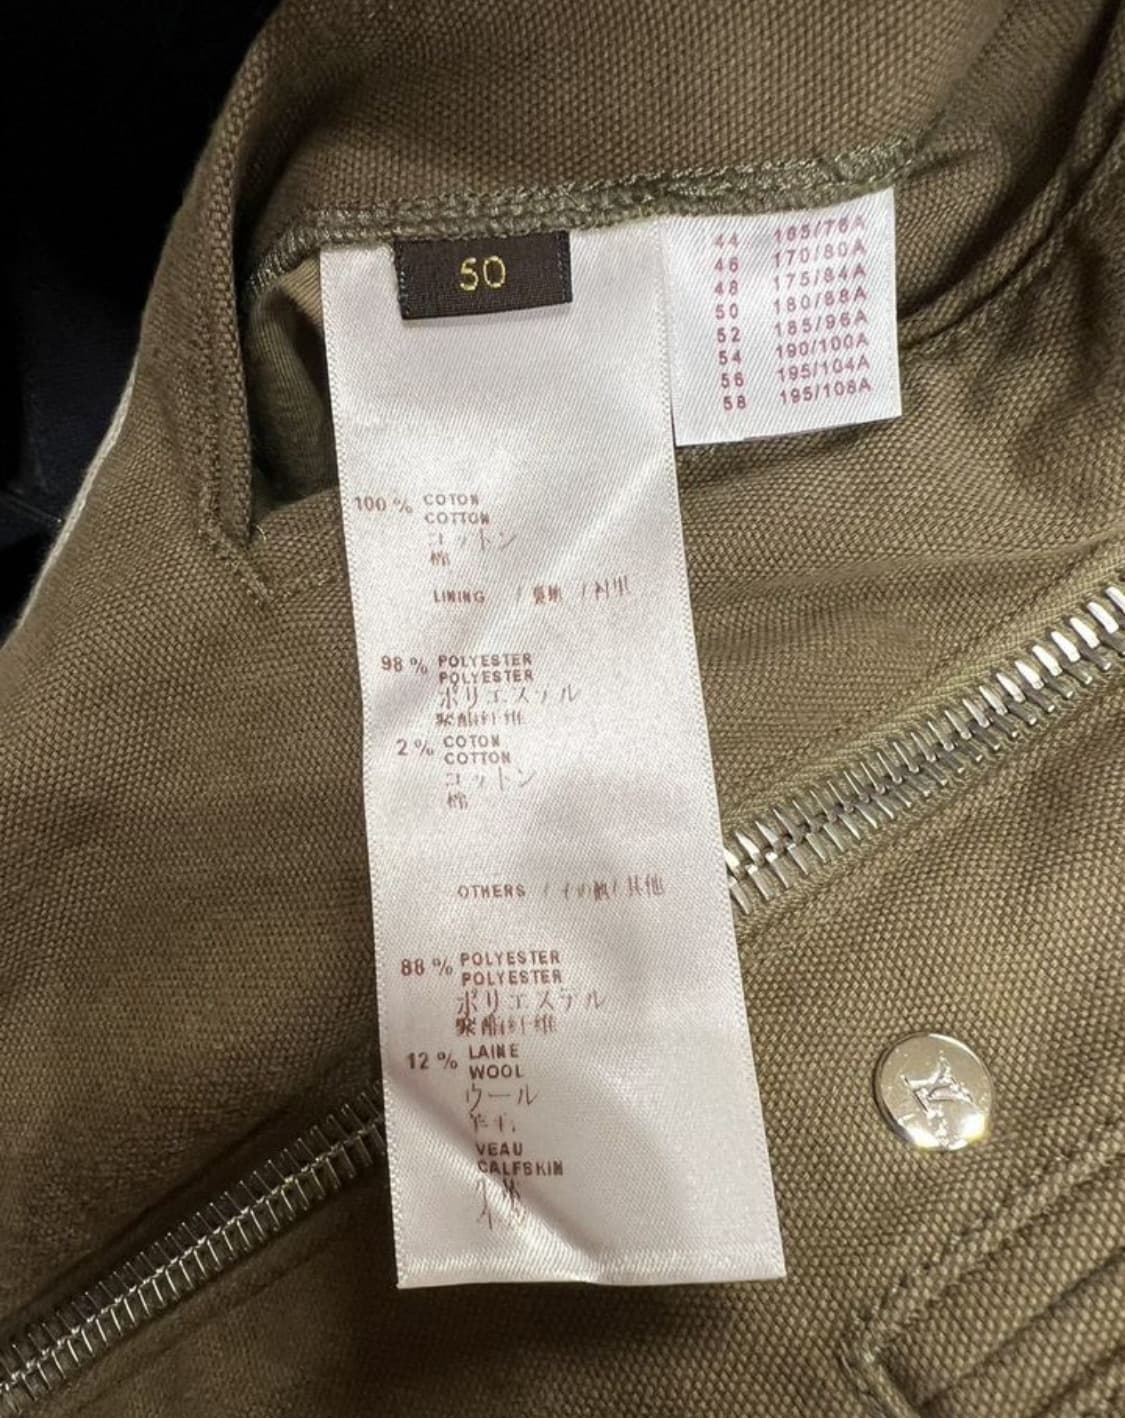 50
44 165/76A
46 170/80A
48 175/84A
50 180/88A
52 185/96A
54 190/100A
56 195/104A
58 195/108A
100 % COTON
COTTON
コットン
棉
LINING / 裏地 / 衬里
98 % POLYESTER
POLYESTER
ポリエステル
聚酯纤维
2 % COTON
COTTON
コットン
棉
OTHERS / その他 / 其他
88 % POLYESTER
POLYESTER
ポリエステル
聚酯纤维
12 % LAINE
WOOL
ウール
羊毛
VEAU
CALFSKIN
LV